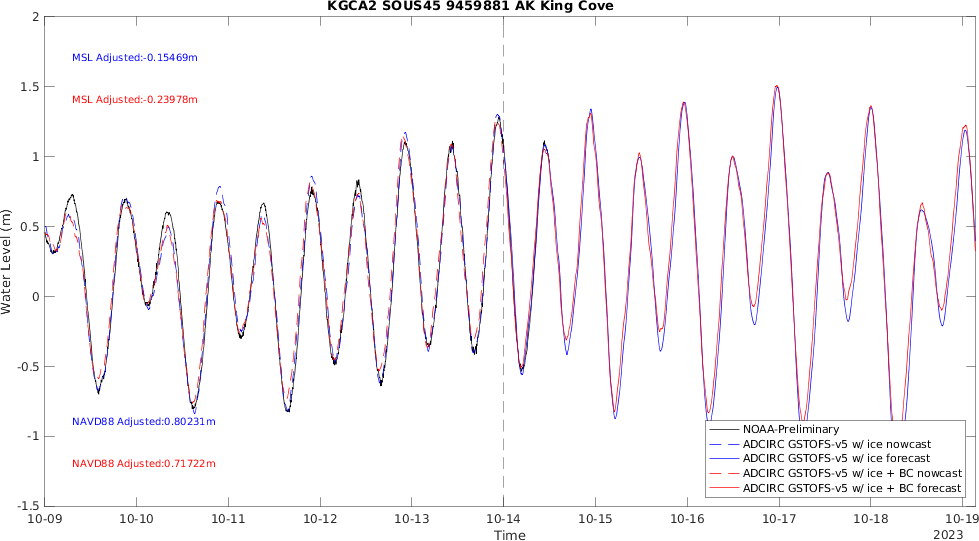 KGCA2 SOUS45 9459881 AK King Cove
MSL Adjusted:-0.15469m
MSL Adjusted:-0.23978m
NAVD88 Adjusted:0.80231m
NAVD88 Adjusted:0.71722m
Water Level (m)
2
1.5
1
0.5
0
-0.5
-1
-1.5
NOAA-Preliminary
ADCIRC GSTOFS-v5 w/ ice nowcast
ADCIRC GSTOFS-v5 w/ ice forecast
ADCIRC GSTOFS-v5 w/ ice + BC nowcast
ADCIRC GSTOFS-v5 w/ ice + BC forecast
10-09 10-10 10-11 10-12 10-13 10-14 10-15 10-16 10-17 10-18 10-19
Time
2023